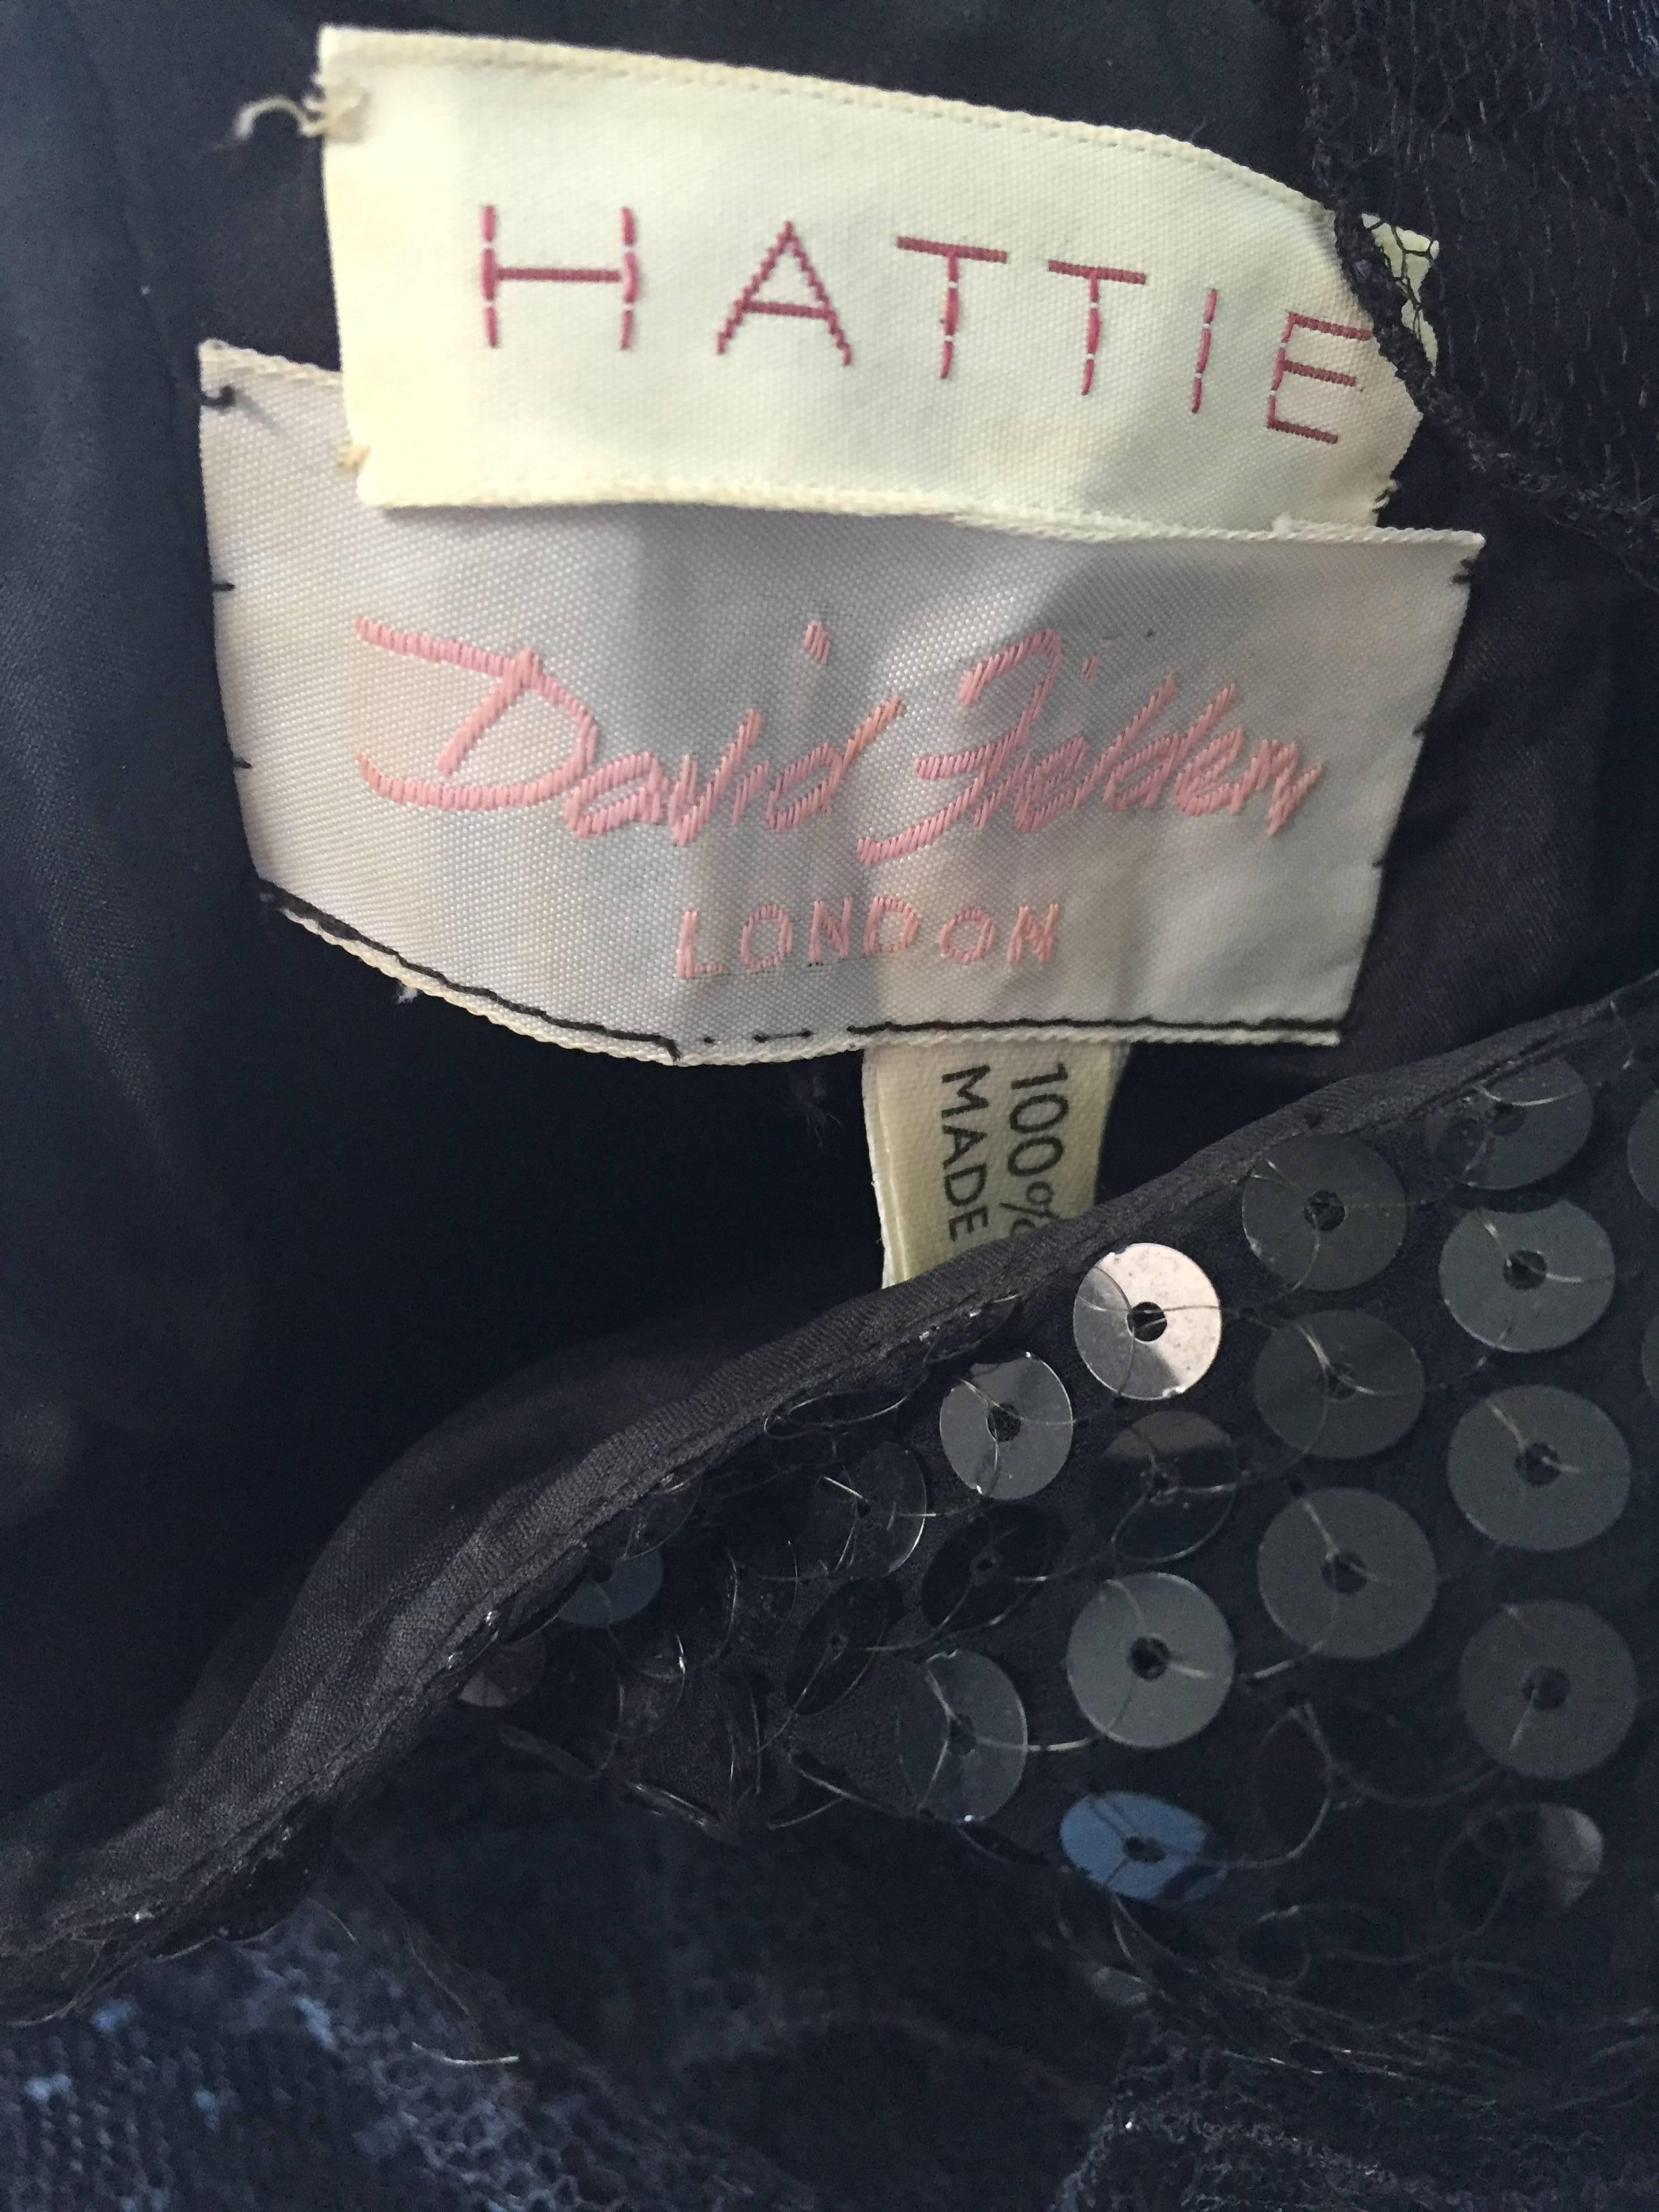 HATTIE
David Fielden
LONDON
100%
MADE